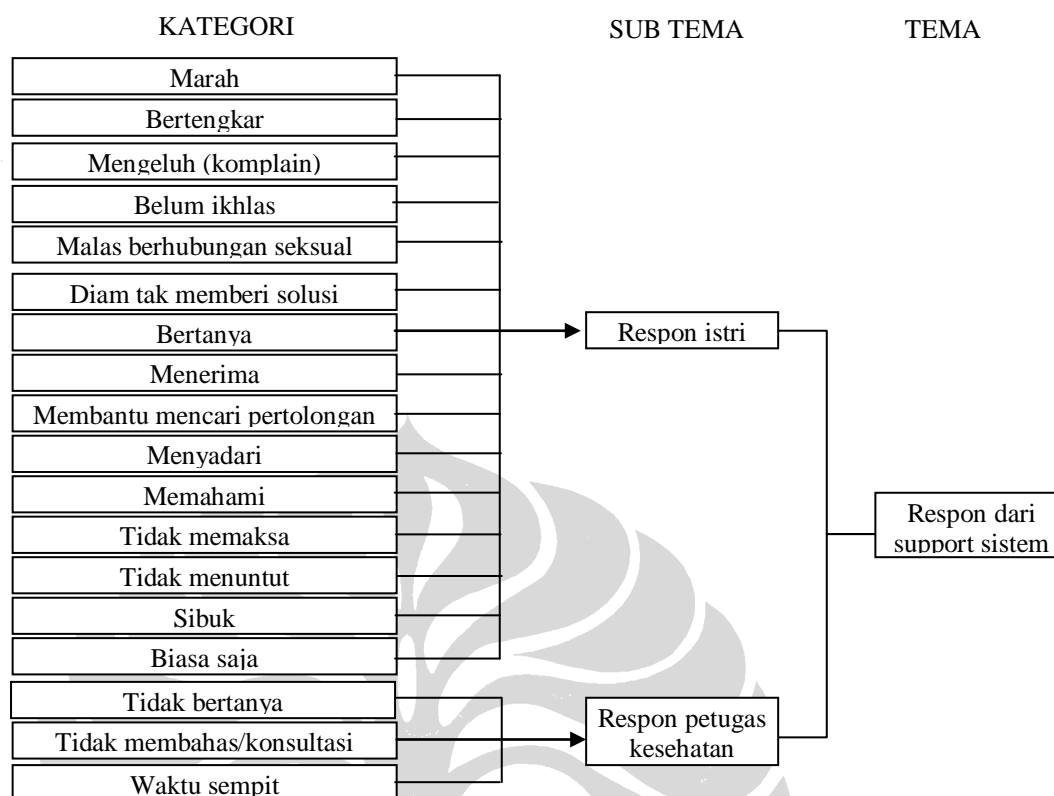 KATEGORI
SUB TEMA
TEMA
Marah
Bertengkar
Mengeluh (komplain)
Belum ikhlas
Malas berhubungan seksual
Diam tak memberi solusi
Bertanya
Menerima
Membantu mencari pertolongan
Menyadari
Memahami
Tidak memaksa
Tidak menuntut
Sibuk
Biasa saja
Tidak bertanya
Tidak membahas/konsultasi
Waktu sempit
Respon istri
Respon petugas
kesehatan
Respon dari
support sistem